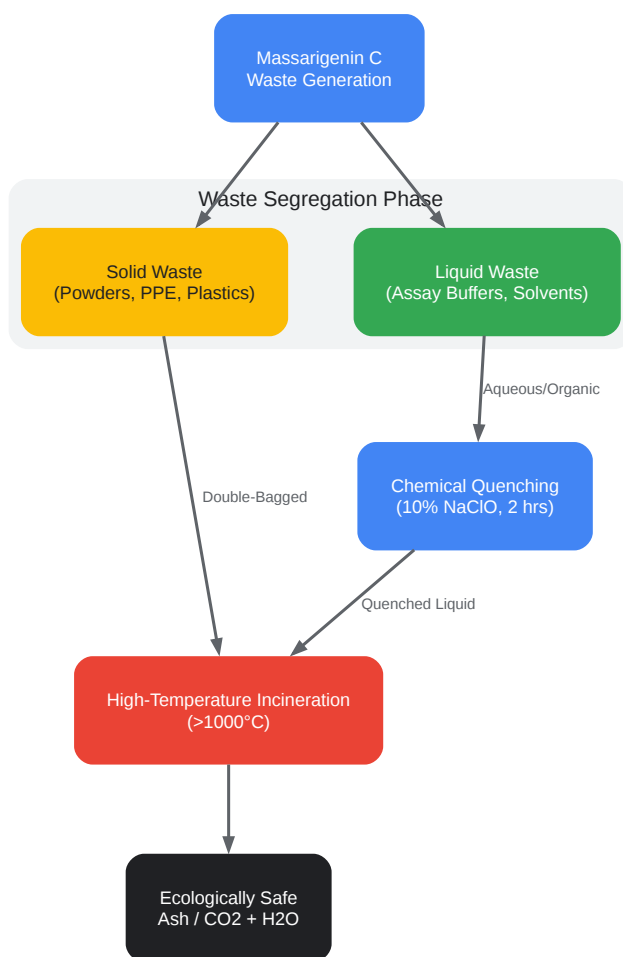 Massarigenin C
Waste Generation
Waste Segregation Phase
Solid Waste
(Powders, PPE, Plastics)
Liquid Waste
(Assay Buffers, Solvents)
Aqueous/Organic
Chemical Quenching
(10% NaClO, 2 hrs)
Double-Bagged
Quenched Liquid
High-Temperature Incineration
(>1000°C)
Ecologically Safe
Ash / CO2 + H2O